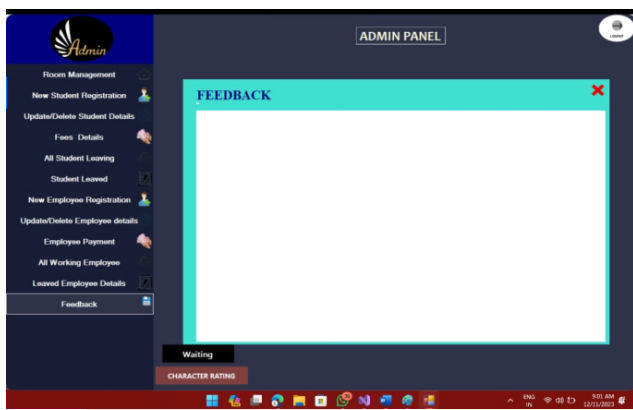 Admin
ADMIN PANEL
LOGOUT
Room Management
New Student Registration
Update/Delete Student Details
Fees Details
All Student Leaving
Student Leaved
New Employee Registration
Update/Delete Employee details
Employee Payment
All Working Employee
Leaved Employee Details
Feedback
FEEDBACK
Waiting
CHARACTER RATING
ENG
IN
9:01 AM
12/11/2023